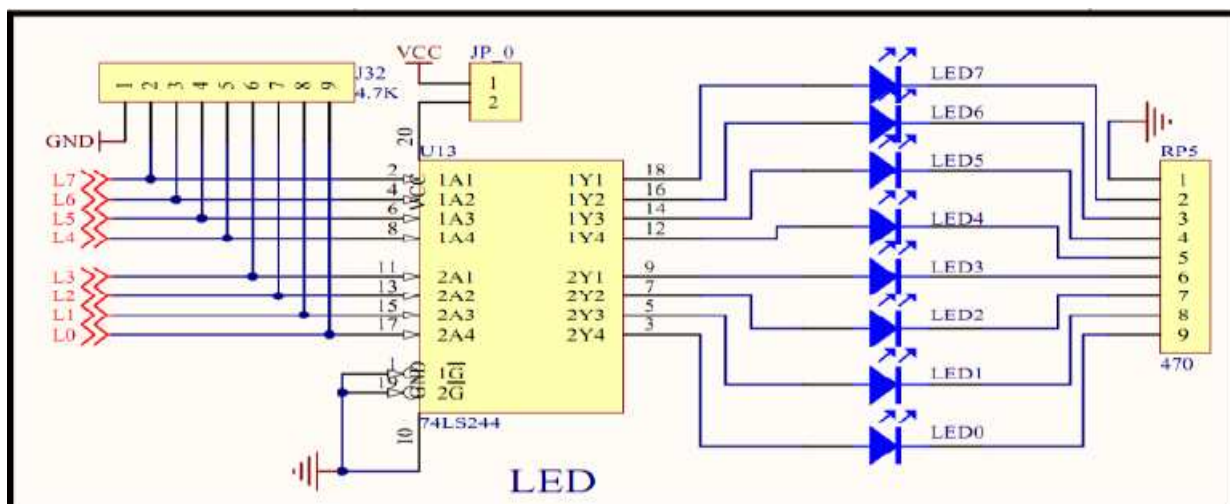 VCC
JP_0
1
2
J32
4.7K
1 2 3 4 5 6 7 8 9
GND
20
U13
L7
L6
L5
L4
L3
L2
L1
L0
2
4
6
8
11
13
15
17
1
19
10
VCC
1A1
1A2
1A3
1A4
2A1
2A2
2A3
2A4
GND
1G
2G
1Y1
1Y2
1Y3
1Y4
2Y1
2Y2
2Y3
2Y4
18
16
14
12
9
7
5
3
74LS244
LED7
LED6
LED5
LED4
LED3
LED2
LED1
LED0
RP5
1
2
3
4
5
6
7
8
9
470
LED